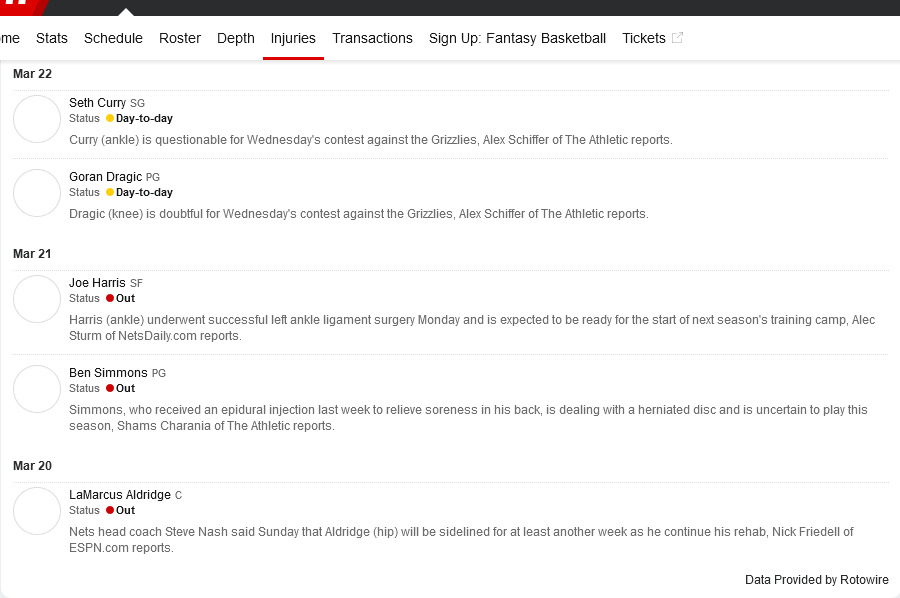 me Stats Schedule Roster Depth Injuries Transactions Sign Up: Fantasy Basketball Tickets
Mar 22
Seth Curry SG
Status Day-to-day
Curry (ankle) is questionable for Wednesday's contest against the Grizzlies, Alex Schiffer of The Athletic reports.
Goran Dragic PG
Status Day-to-day
Dragic (knee) is doubtful for Wednesday's contest against the Grizzlies, Alex Schiffer of The Athletic reports.
Mar 21
Joe Harris SF
Status Out
Harris (ankle) underwent successful left ankle ligament surgery Monday and is expected to be ready for the start of next season's training camp, Alec
Sturm of NetsDaily.com reports.
Ben Simmons PG
Status Out
Simmons, who received an epidural injection last week to relieve soreness in his back, is dealing with a herniated disc and is uncertain to play this
season, Shams Charania of The Athletic reports.
Mar 20
LaMarcus Aldridge C
Status Out
Nets head coach Steve Nash said Sunday that Aldridge (hip) will be sidelined for at least another week as he continue his rehab, Nick Friedell of
ESPN.com reports.
Data Provided by Rotowire